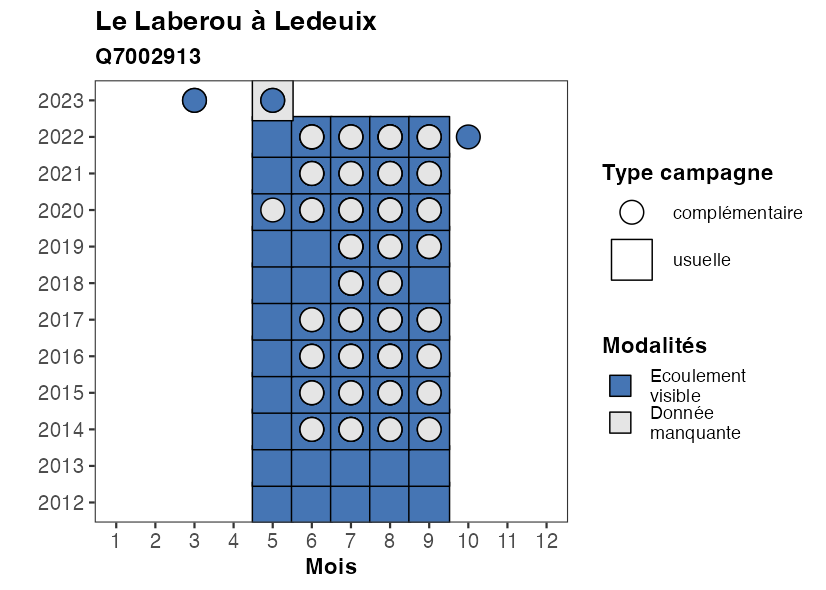 Le Laberou à Ledeuix
Q7002913
2023
2022
2021
2020
2019
2018
2017
2016
2015
2014
2013
2012
1 2 3 4 5 6 7 8 9 10 11 12
Mois
Type campagne
complémentaire
usuelle
Modalités
Ecoulement
visible
Donnée
manquante